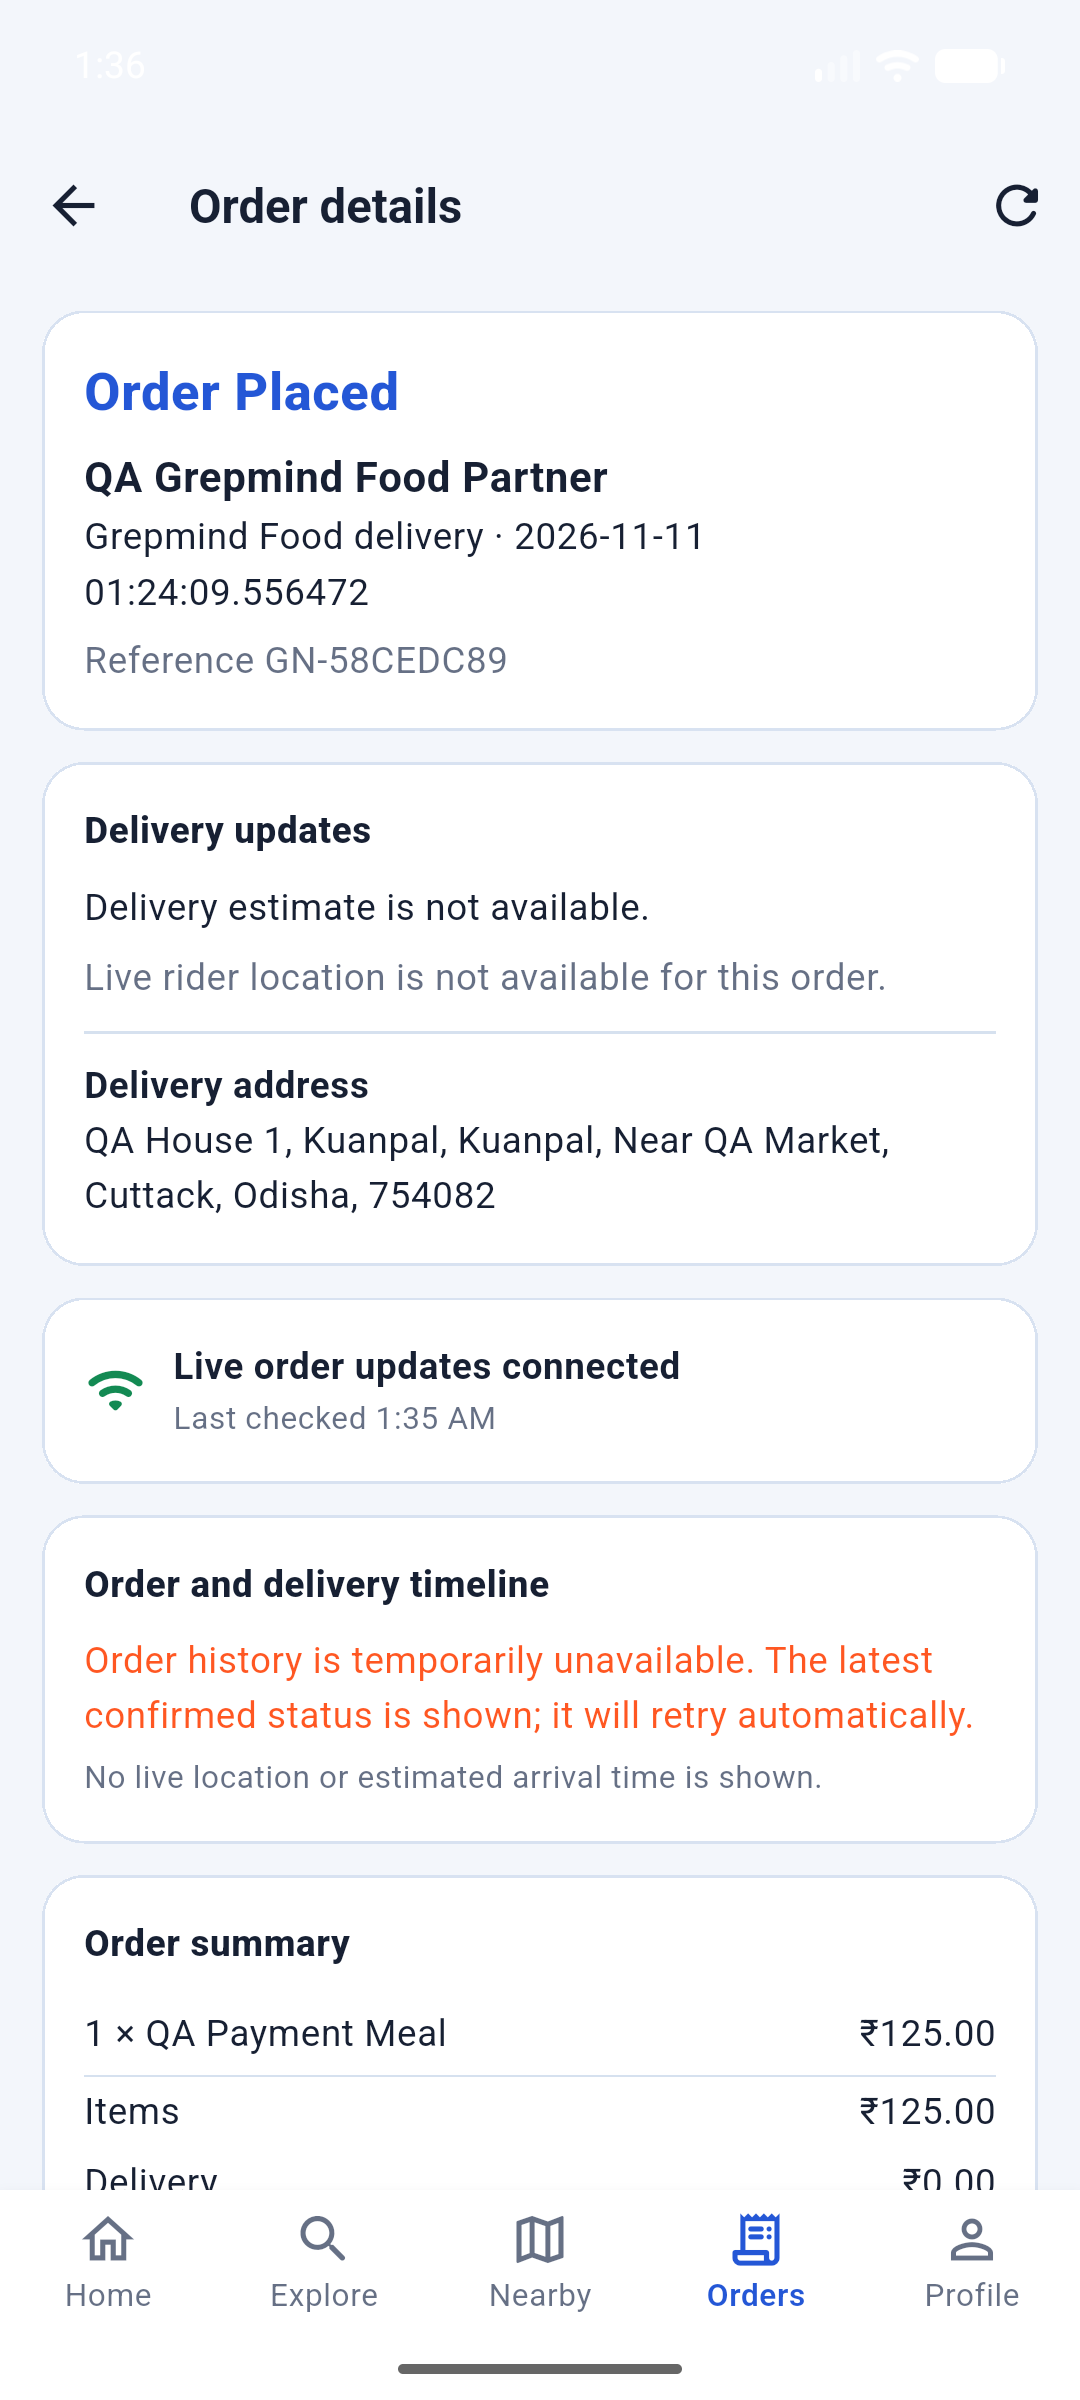 1:36
Order details
Order Placed
QA Grepmind Food Partner
Grepmind Food delivery · 2026-11-11
01:24:09.556472
Reference GN-58CEDC89
Delivery updates
Delivery estimate is not available.
Live rider location is not available for this order.
Delivery address
QA House 1, Kuanpal, Kuanpal, Near QA Market,
Cuttack, Odisha, 754082
Live order updates connected
Last checked 1:35 AM
Order and delivery timeline
Order history is temporarily unavailable. The latest
confirmed status is shown; it will retry automatically.
No live location or estimated arrival time is shown.
Order summary
1 × QA Payment Meal ₹125.00
Items ₹125.00
Delivery ₹0.00
Home Explore Nearby Orders Profile